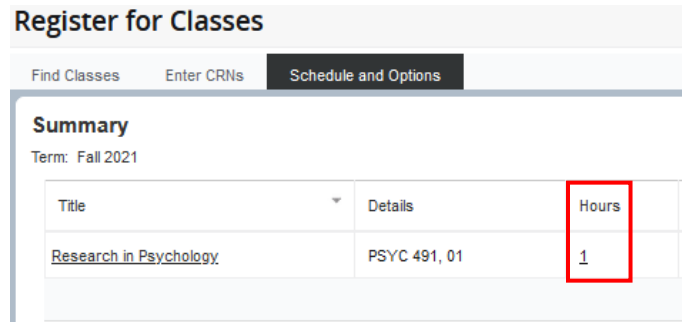 Register for Classes
Find Classes Enter CRNs Schedule and Options
Summary
Term: Fall 2021
Title Details Hours
Research in Psychology PSYC 491, 01 1